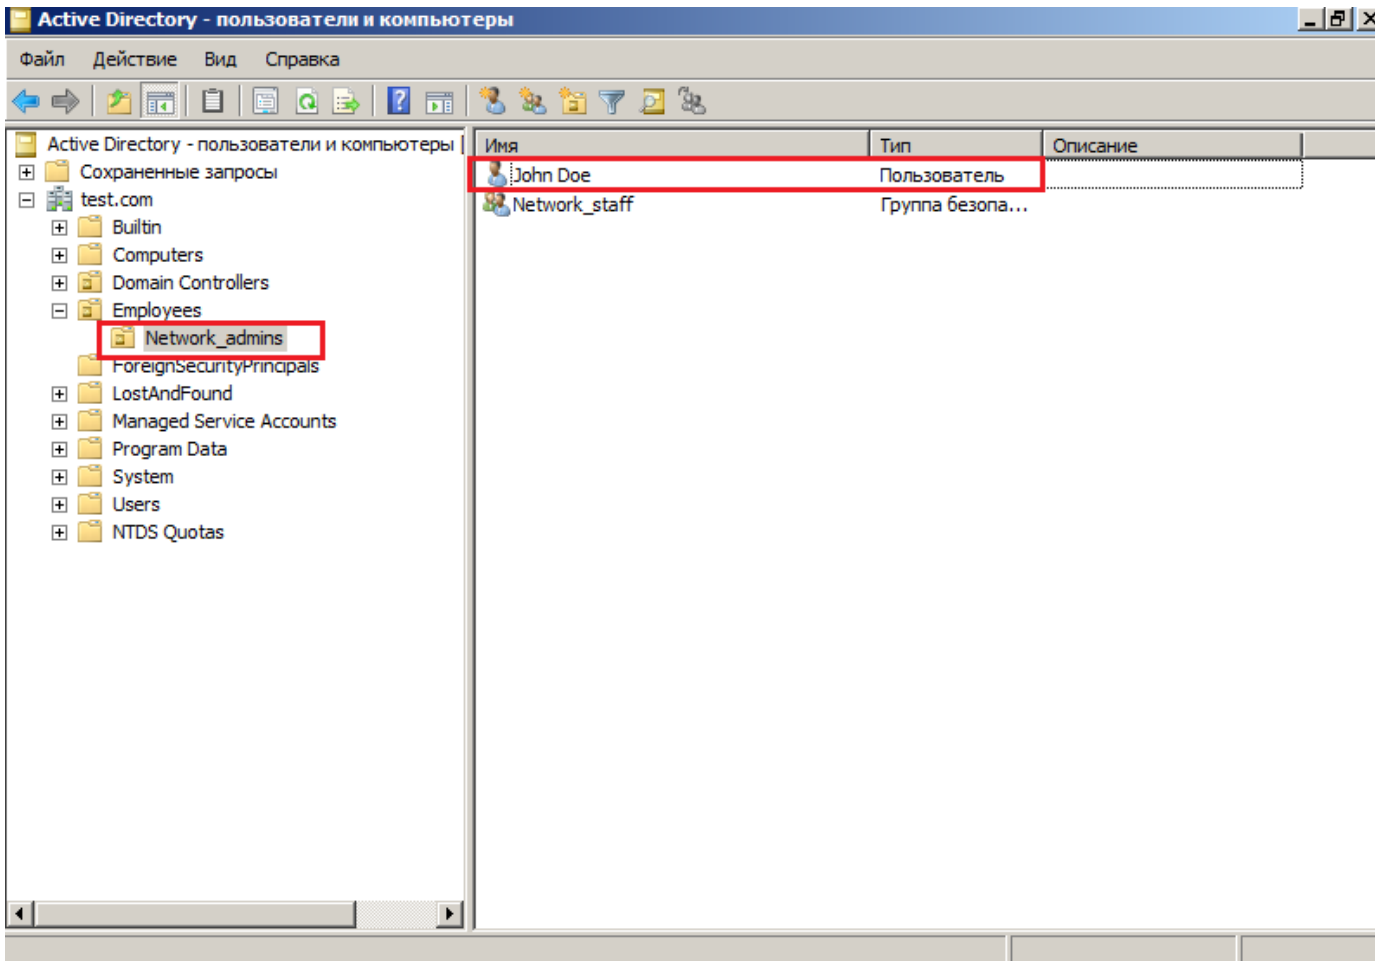 Active Directory - пользователи и компьютеры
Файл Действие Вид Справка
Active Directory - пользователи и компьютеры [
Сохраненные запросы
test.com
Builtin
Computers
Domain Controllers
Employees
Network_admins
ForeignSecurityPrincipals
LostAndFound
Managed Service Accounts
Program Data
System
Users
NTDS Quotas
Имя Тип Описание
John Doe Пользователь
Network_staff Группа безопа...